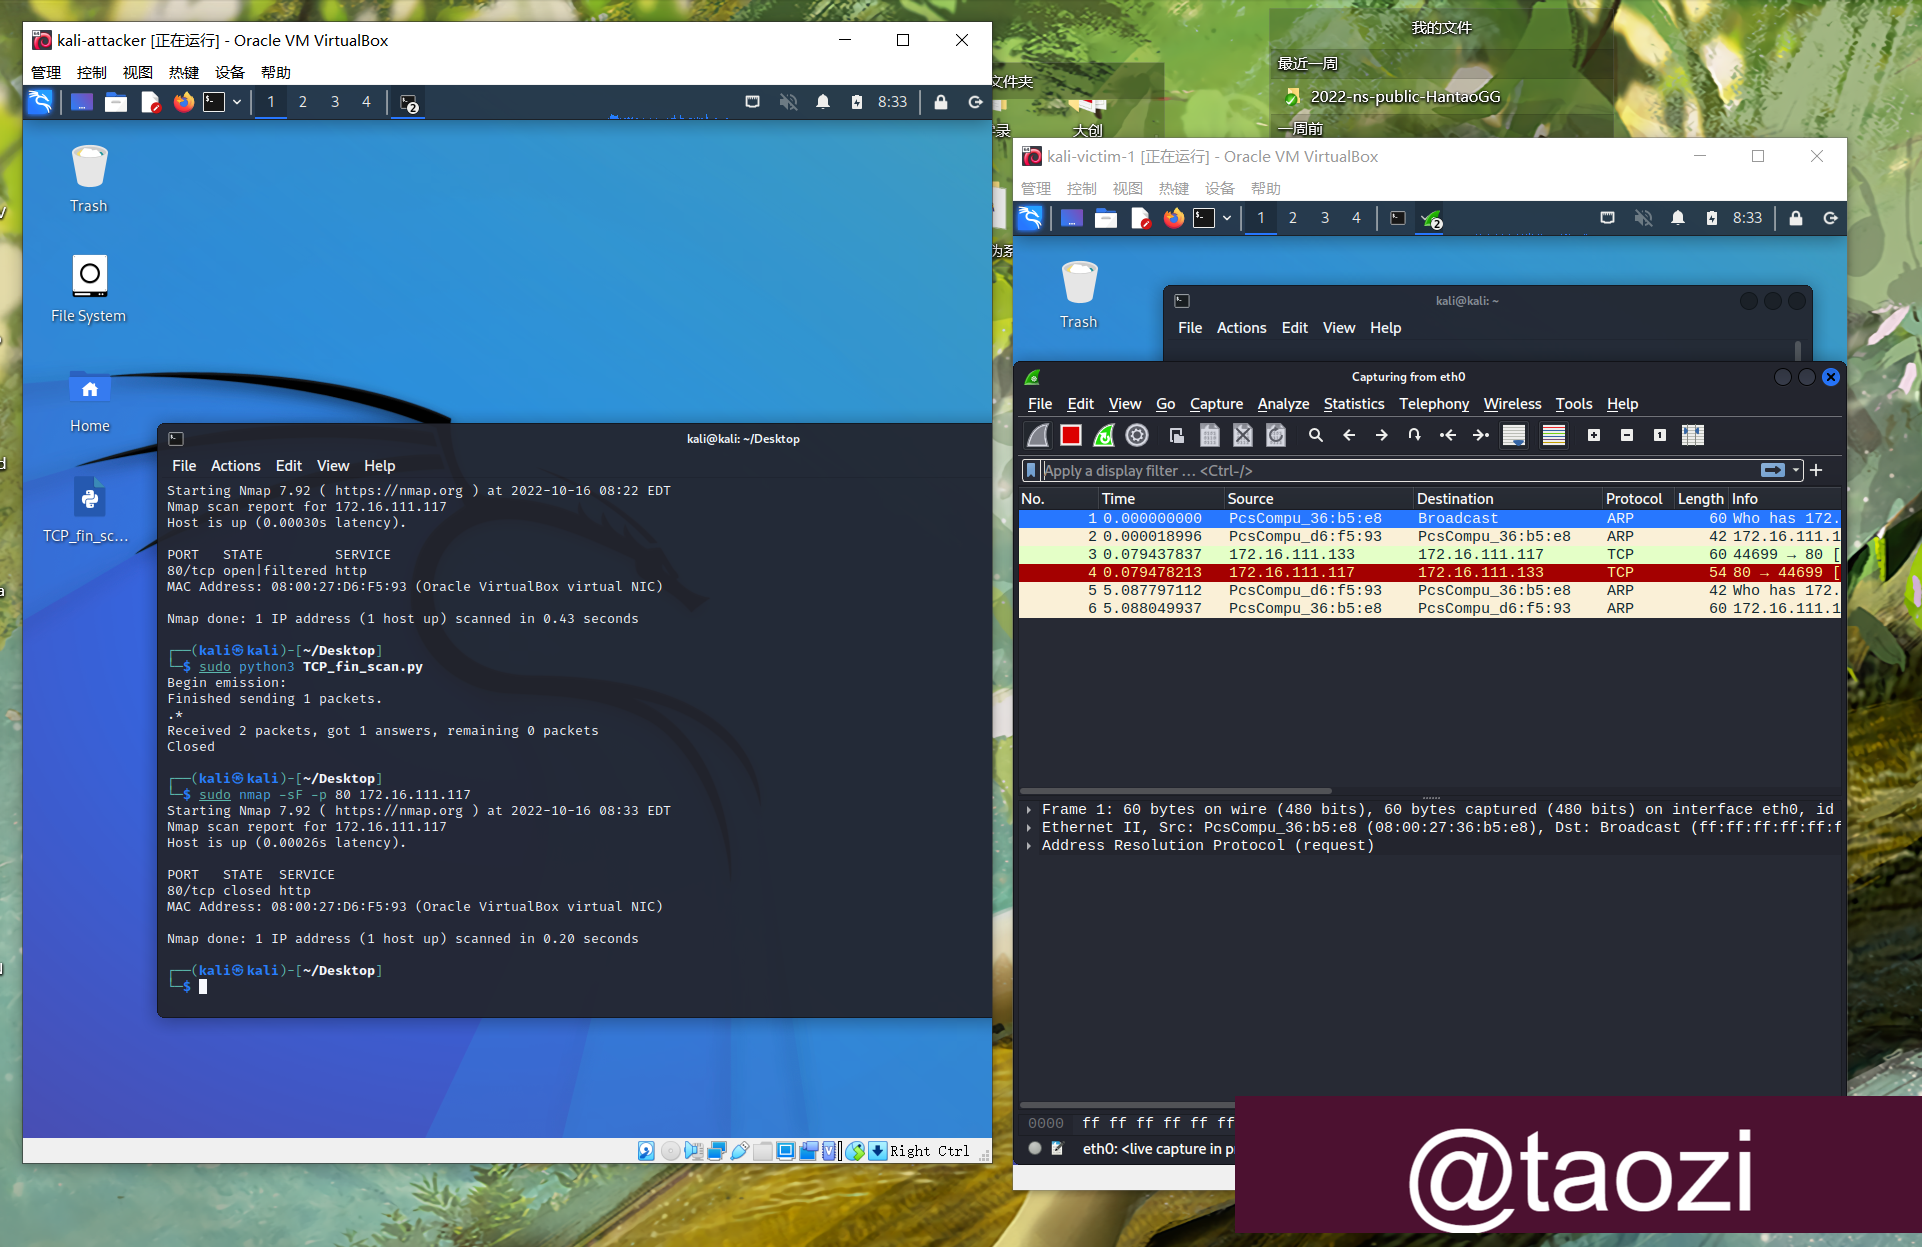 kali-attacker [正在运行] - Oracle VM VirtualBox
管理 控制 视图 热键 设备 帮助
1 2 3 4 2 8:33
Trash
File System
Home
TCP_fin_sc...
kali@kali: ~/Desktop
File Actions Edit View Help
Starting Nmap 7.92 ( https://nmap.org ) at 2022-10-16 08:22 EDT
Nmap scan report for 172.16.111.117
Host is up (0.00030s latency).
PORT   STATE         SERVICE
80/tcp open|filtered http
MAC Address: 08:00:27:D6:F5:93 (Oracle VirtualBox virtual NIC)
Nmap done: 1 IP address (1 host up) scanned in 0.43 seconds
┌──(kali㉿kali)-[~/Desktop]
└─$ sudo python3 TCP_fin_scan.py
Begin emission:
Finished sending 1 packets.
.*
Received 2 packets, got 1 answers, remaining 0 packets
Closed
┌──(kali㉿kali)-[~/Desktop]
└─$ sudo nmap -sF -p 80 172.16.111.117
Starting Nmap 7.92 ( https://nmap.org ) at 2022-10-16 08:33 EDT
Nmap scan report for 172.16.111.117
Host is up (0.00026s latency).
PORT   STATE  SERVICE
80/tcp closed http
MAC Address: 08:00:27:D6:F5:93 (Oracle VirtualBox virtual NIC)
Nmap done: 1 IP address (1 host up) scanned in 0.20 seconds
┌──(kali㉿kali)-[~/Desktop]
└─$
Right Ctrl
我的文件
最近一周
2022-ns-public-HantaoGG
一周前
文件夹
大创
kali-victim-1 [正在运行] - Oracle VM VirtualBox
管理 控制 视图 热键 设备 帮助
1 2 3 4 2 8:33
Trash
kali@kali: ~
File Actions Edit View Help
Capturing from eth0
File Edit View Go Capture Analyze Statistics Telephony Wireless Tools Help
Apply a display filter ... <Ctrl-/>
No. Time Source Destination Protocol Length Info
1 0.000000000 PcsCompu_36:b5:e8 Broadcast ARP 60 Who has 172.
2 0.000018996 PcsCompu_d6:f5:93 PcsCompu_36:b5:e8 ARP 42 172.16.111.1
3 0.079437837 172.16.111.133 172.16.111.117 TCP 60 44699 → 80 [
4 0.079478213 172.16.111.117 172.16.111.133 TCP 54 80 → 44699 [
5 5.087797112 PcsCompu_d6:f5:93 PcsCompu_36:b5:e8 ARP 42 Who has 172.
6 5.088049937 PcsCompu_36:b5:e8 PcsCompu_d6:f5:93 ARP 60 172.16.111.1
Frame 1: 60 bytes on wire (480 bits), 60 bytes captured (480 bits) on interface eth0, id
Ethernet II, Src: PcsCompu_36:b5:e8 (08:00:27:36:b5:e8), Dst: Broadcast (ff:ff:ff:ff:ff:f
Address Resolution Protocol (request)
0000 ff ff ff ff ff ff
eth0: <live capture in p
@taozi